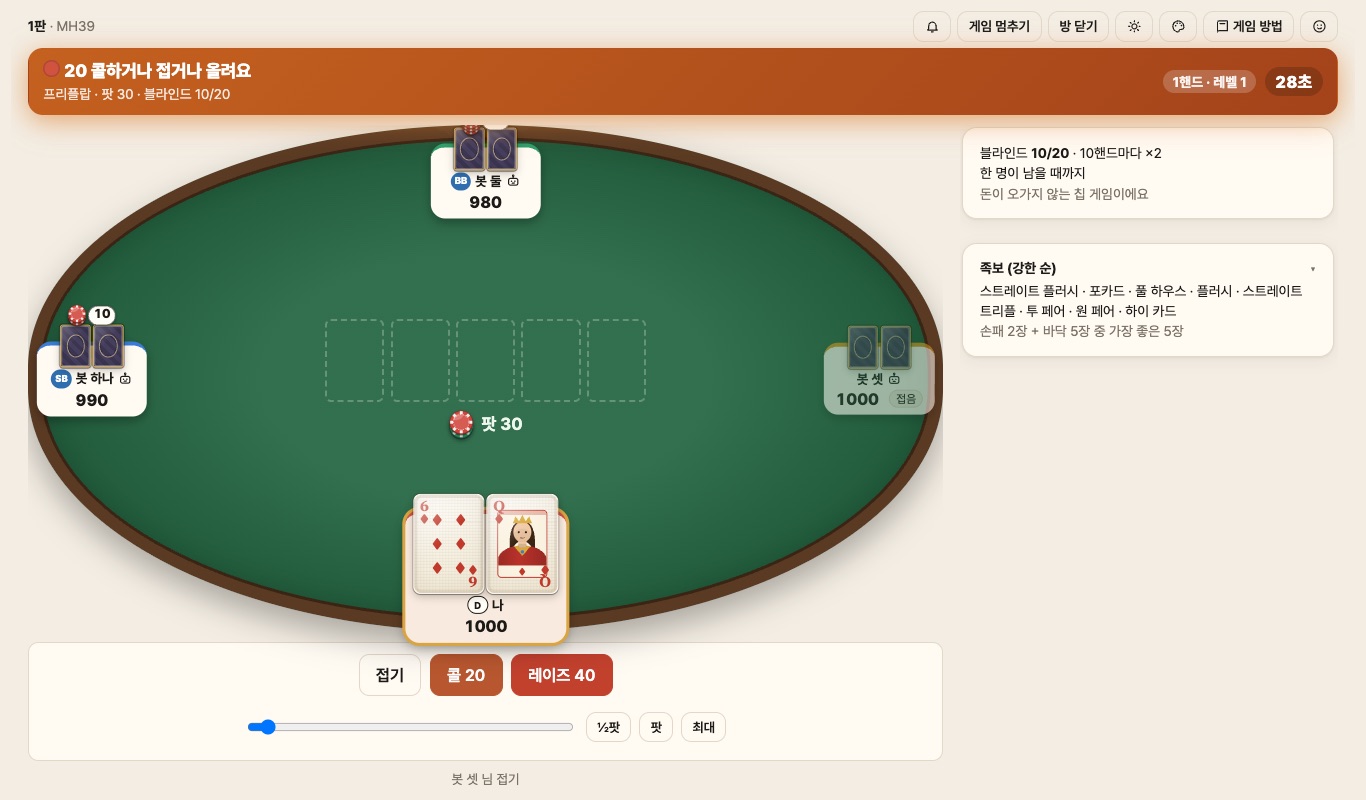 1판 · MH39
게임 멈추기
방 닫기
게임 방법
20 콜하거나 접거나 올려요
프리플랍 · 팟 30 · 블라인드 10/20
1핸드 · 레벨 1
28초
BB 봇 둘
980
10
SB 봇 하나
990
봇 셋
1000 접음
팟 30
6
9
Q
Q
D 나
1000
접기
콜 20
레이즈 40
½팟
팟
최대
봇 셋 님 접기
블라인드 10/20 · 10핸드마다 ×2
한 명이 남을 때까지
돈이 오가지 않는 칩 게임이에요
족보 (강한 순)
스트레이트 플러시 · 포카드 · 풀 하우스 · 플러시 · 스트레이트
트리플 · 투 페어 · 원 페어 · 하이 카드
손패 2장 + 바닥 5장 중 가장 좋은 5장